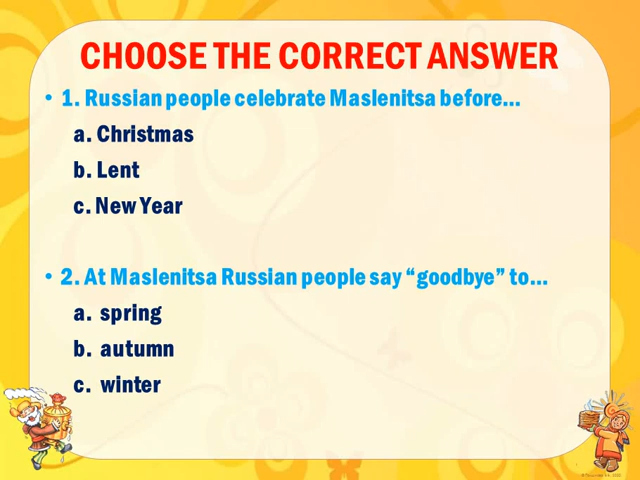 CHOOSE THE CORRECT ANSWER
• 1. Russian people celebrate Maslenitsa before...
a. Christmas
b. Lent
c. New Year
• 2. At Maslenitsa Russian people say “goodbye” to...
a. spring
b. autumn
c. winter